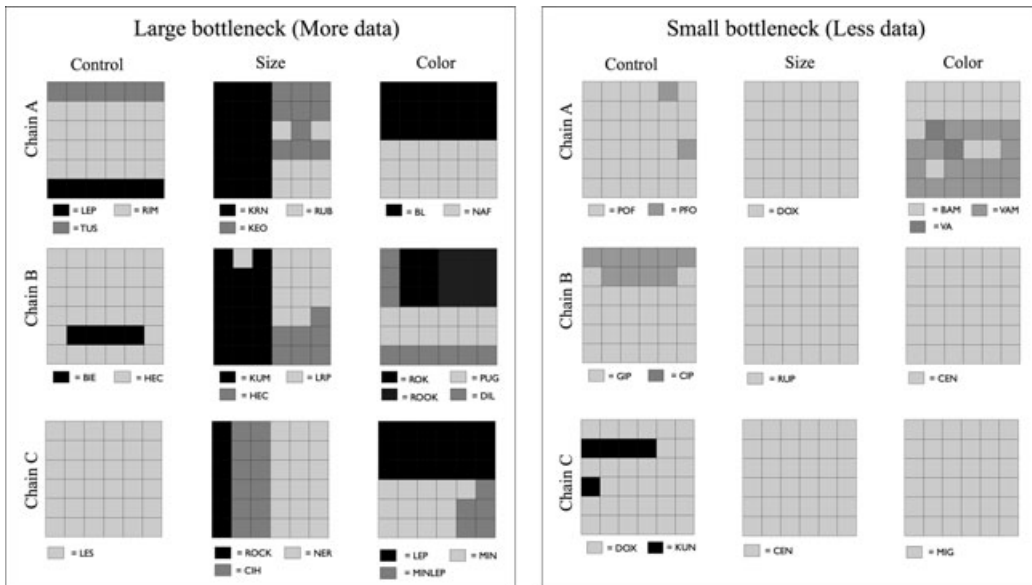 Large bottleneck (More data)
Control Size Color
Chain A
= LEP = RIM
= TUS
= KRN = RUB
= KEO
= BL = NAF
Chain B
= BIE = HEC
= KUM = LRP
= HEC
= ROK = PUG
= ROOK = DIL
Chain C
= LES
= ROCK = NER
= CIH
= LEP = MIN
= MINLEP
Small bottleneck (Less data)
Control Size Color
Chain A
= POF = PFO
= DOX
= BAM = VAM
= VA
Chain B
= GIP = CIP
= RUP
= CEN
Chain C
= DOX = KUN
= CEN
= MIG